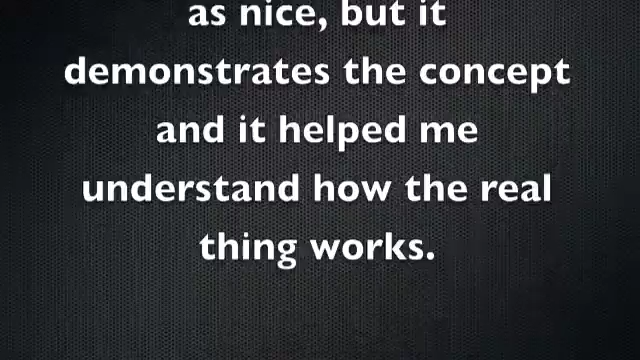 as nice, but it
demonstrates the concept
and it helped me
understand how the real
thing works.